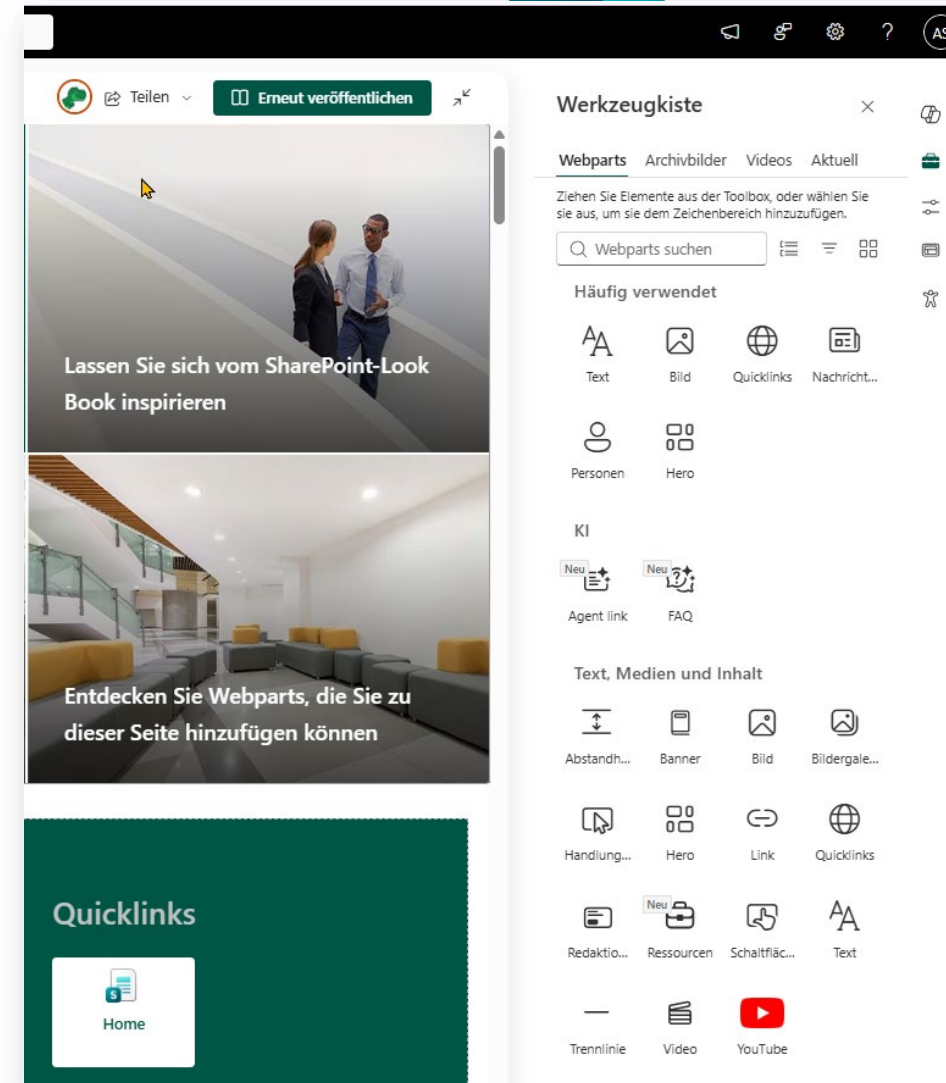 AS
Teilen
Erneut veröffentlichen
Lassen Sie sich vom SharePoint-Look
Book inspirieren
Entdecken Sie Webparts, die Sie zu
dieser Seite hinzufügen können
Quicklinks
S
Home
Werkzeugkiste
Webparts Archivbilder Videos Aktuell
Ziehen Sie Elemente aus der Toolbox, oder wählen Sie
sie aus, um sie dem Zeichenbereich hinzuzufügen.
Webparts suchen
Häufig verwendet
Text Bild Quicklinks Nachricht...
Personen Hero
KI
Neu Neu
Agent link FAQ
Text, Medien und Inhalt
Abstandh... Banner Bild Bildergale...
Handlung... Hero Link Quicklinks
Neu
Redaktio... Ressourcen Schaltfläc... Text
Trennlinie Video YouTube